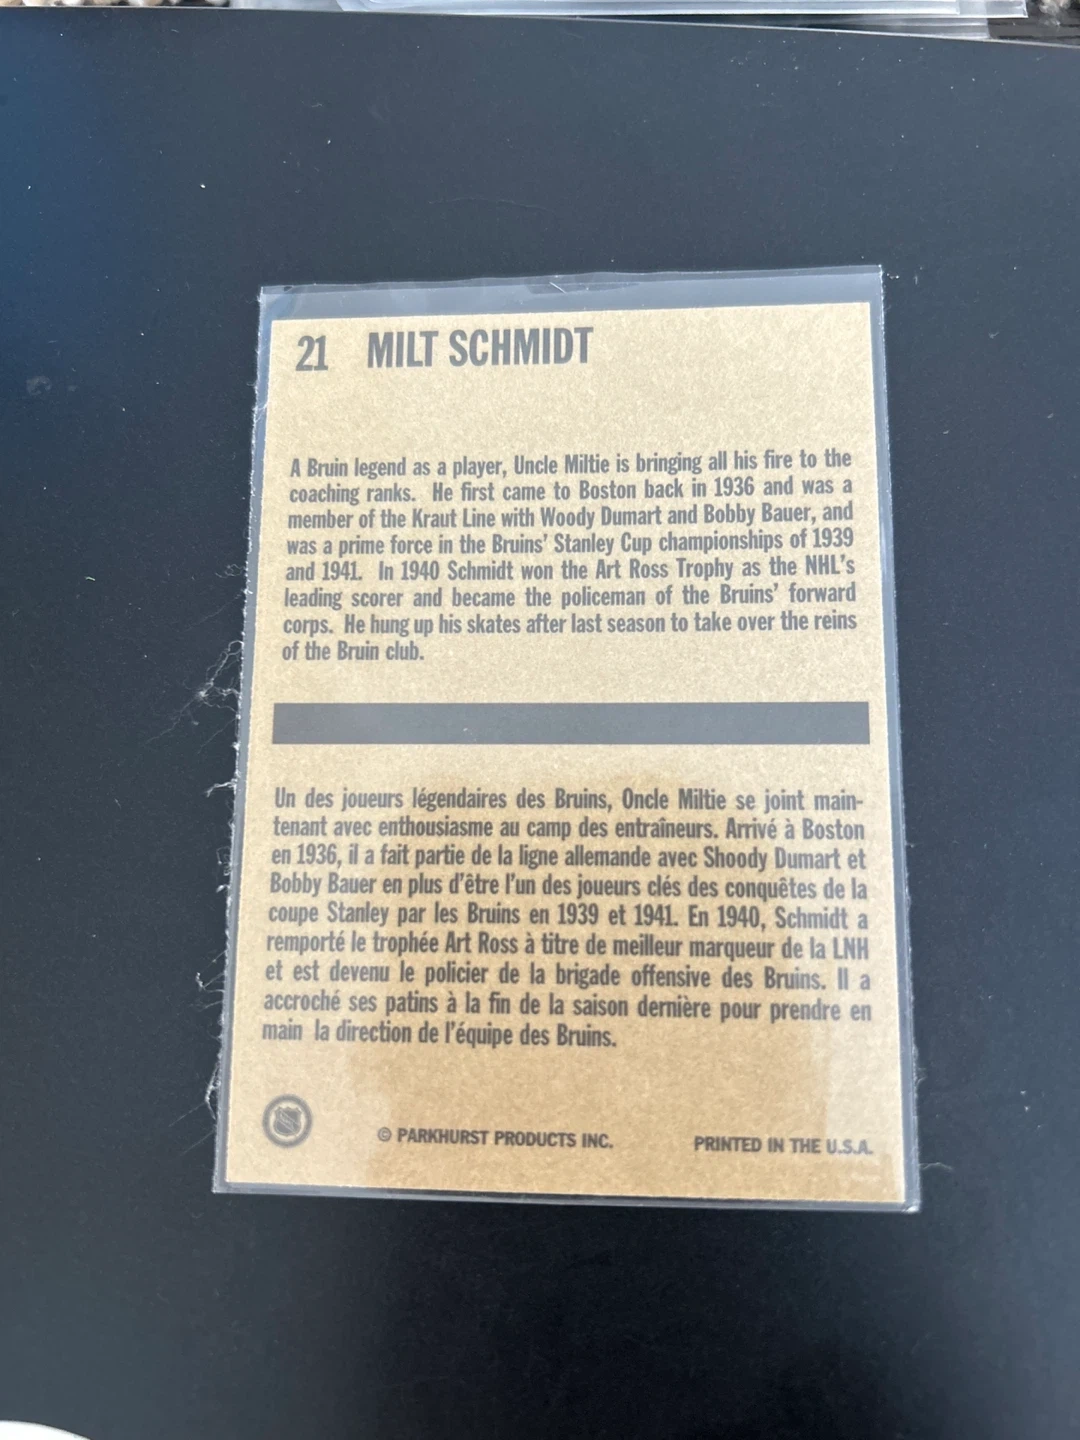 21 MILT SCHMIDT
A Bruin legend as a player, Uncle Miltie is bringing all his fire to the
coaching ranks. He first came to Boston back in 1936 and was a
member of the Kraut Line with Woody Dumart and Bobby Bauer, and
was a prime force in the Bruins' Stanley Cup championships of 1939
and 1941. In 1940 Schmidt won the Art Ross Trophy as the NHL's
leading scorer and became the policeman of the Bruins' forward
corps. He hung up his skates after last season to take over the reins
of the Bruin club.
Un des joueurs légendaires des Bruins, Oncle Miltie se joint main-
tenant avec enthousiasme au camp des entraîneurs. Arrivé à Boston
en 1936, il a fait partie de la ligne allemande avec Shoody Dumart et
Bobby Bauer en plus d'être l'un des joueurs clés des conquêtes de la
coupe Stanley par les Bruins en 1939 et 1941. En 1940, Schmidt a
remporté le trophée Art Ross à titre de meilleur marqueur de la LNH
et est devenu le policier de la brigade offensive des Bruins. Il a
accroché ses patins à la fin de la saison dernière pour prendre en
main la direction de l'équipe des Bruins.
© PARKHURST PRODUCTS INC. PRINTED IN THE U.S.A.